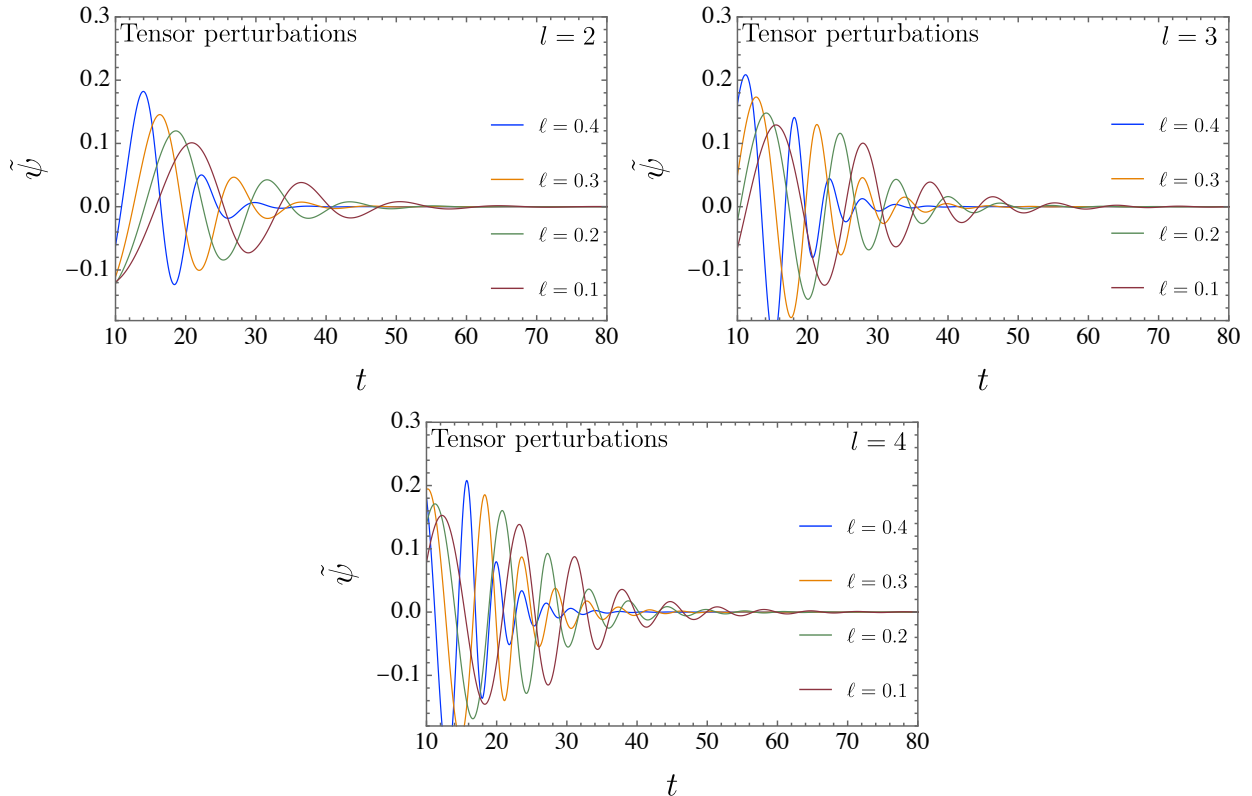 Tensor perturbations
l = 2
0.3
0.2
0.1
0.0
−0.1
ψ̃
ℓ = 0.4
ℓ = 0.3
ℓ = 0.2
ℓ = 0.1
10 20 30 40 50 60 70 80
t
Tensor perturbations
l = 3
0.3
0.2
0.1
0.0
−0.1
ψ̃
ℓ = 0.4
ℓ = 0.3
ℓ = 0.2
ℓ = 0.1
10 20 30 40 50 60 70 80
t
Tensor perturbations
l = 4
0.3
0.2
0.1
0.0
−0.1
ψ̃
ℓ = 0.4
ℓ = 0.3
ℓ = 0.2
ℓ = 0.1
10 20 30 40 50 60 70 80
t